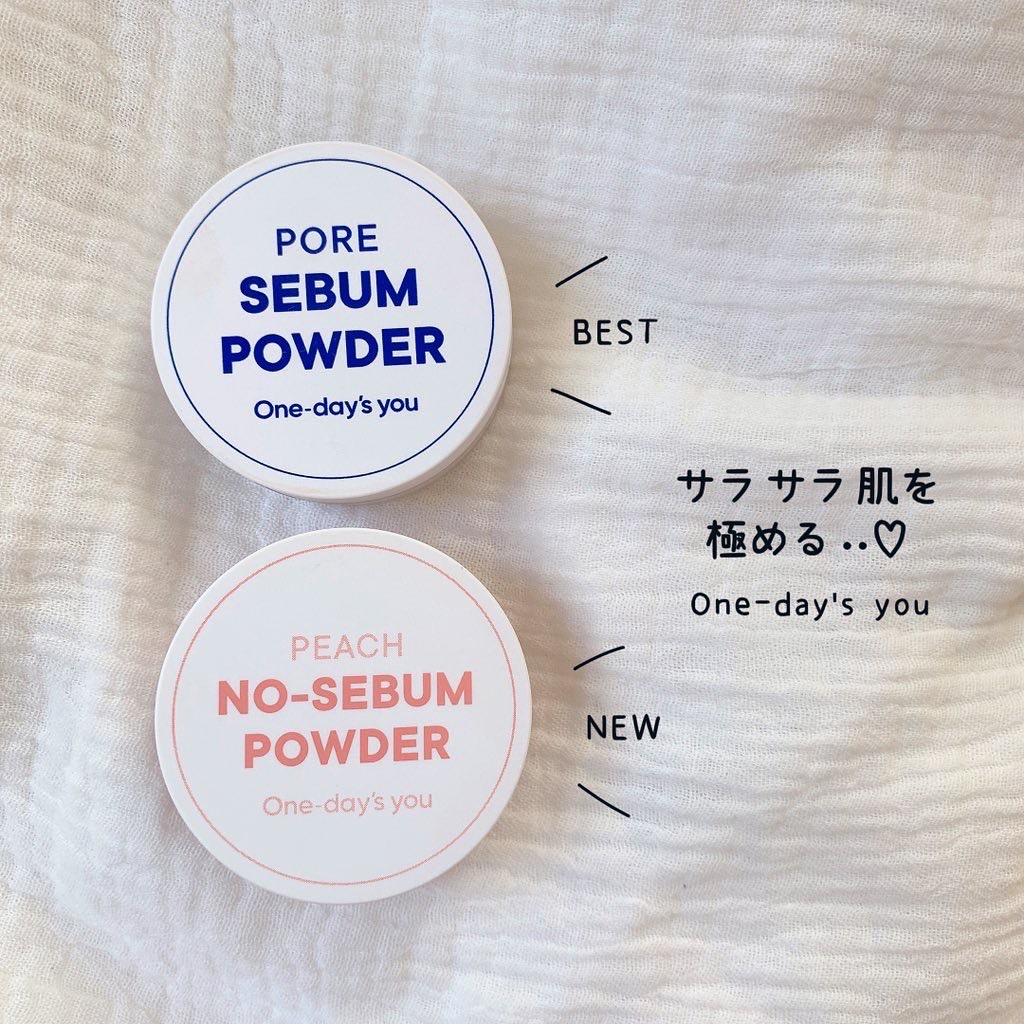 PORE
SEBUM
POWDER
One-day's you
BEST
サラサラ肌を
極める..♡
One-day's you
PEACH
NO-SEBUM
POWDER
One-day's you
NEW